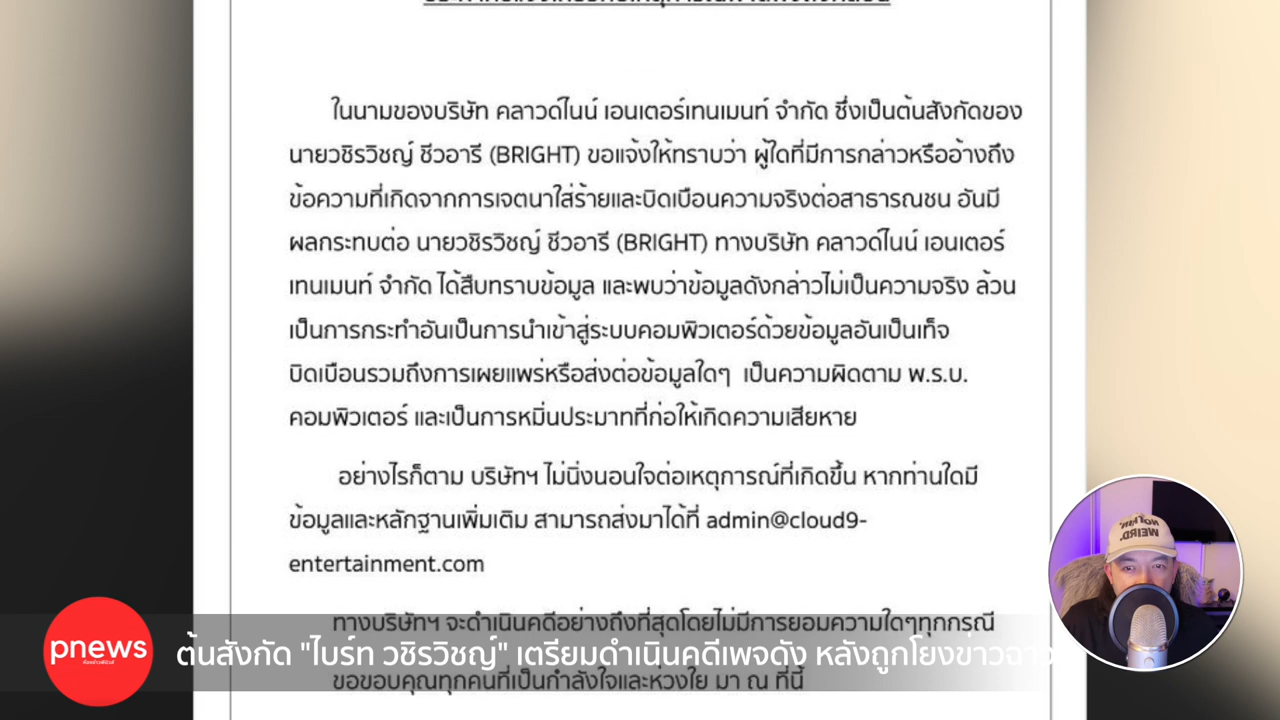 ในนามของบริษัท คลาวด์ไนน์ เอนเตอร์เทนเมนท์ จำกัด ซึ่งเป็นต้นสังกัดของ
นายวชิรวิชญ์ ชีวอารี (BRIGHT) ขอแจ้งให้ทราบว่า ผู้ใดที่มีการกล่าวหรืออ้างถึง
ข้อความที่เกิดจากการเจตนาใส่ร้ายและบิดเบือนความจริงต่อสาธารณชน อันมี
ผลกระทบต่อ นายวชิรวิชญ์ ชีวอารี (BRIGHT) ทางบริษัท คลาวด์ไนน์ เอนเตอร์
เทนเมนท์ จำกัด ได้สืบทราบข้อมูล และพบว่าข้อมูลดังกล่าวไม่เป็นความจริง ล้วน
เป็นการกระทำอันเป็นการนำเข้าสู่ระบบคอมพิวเตอร์ด้วยข้อมูลอันเป็นเท็จ
บิดเบือนรวมถึงการเผยแพร่หรือส่งต่อข้อมูลใดๆ เป็นความผิดตาม พ.ร.บ.
คอมพิวเตอร์ และเป็นการหมิ่นประมาทที่ก่อให้เกิดความเสียหาย
อย่างไรก็ตาม บริษัทฯ ไม่นิ่งนอนใจต่อเหตุการณ์ที่เกิดขึ้น หากท่านใดมี
ข้อมูลและหลักฐานเพิ่มเติม สามารถส่งมาได้ที่ admin@cloud9-
entertainment.com
ทางบริษัทฯ จะดำเนินคดีอย่างถึงที่สุดโดยไม่มีการยอมความใดๆทุกกรณี
pnews
ต้นสังกัด "ไบร์ท วชิรวิชญ์" เตรียมดำเนินคดีเพจดัง หลังถูกโยงข่าวฉาว
ขอขอบคุณทุกคนที่เป็นกำลังใจและห่วงใย มา ณ ที่นี้
WEIRD.